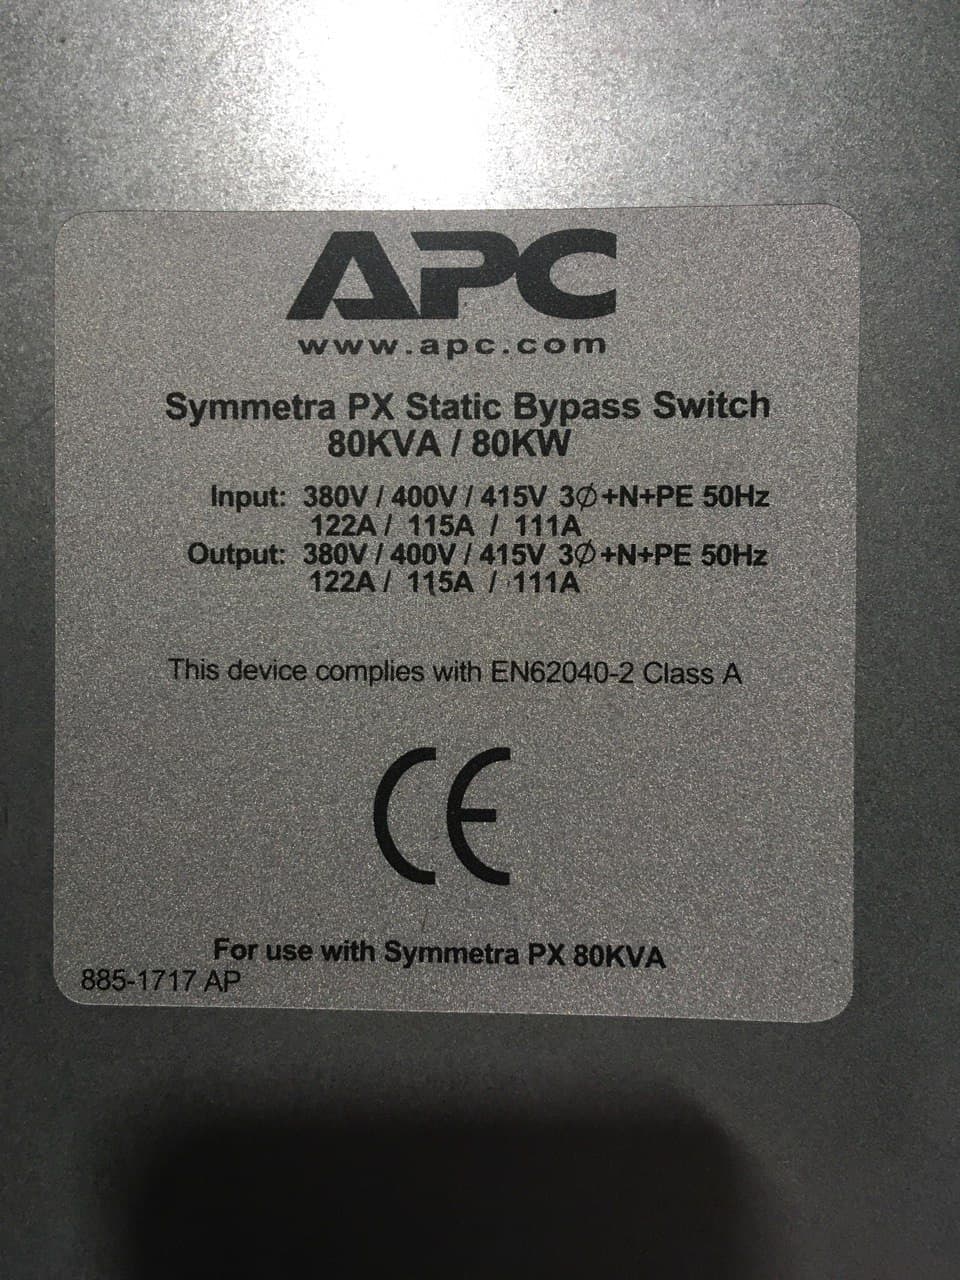 APC
www.apc.com
Symmetra PX Static Bypass Switch
80KVA / 80KW
Input: 380V / 400V / 415V 3∅+N+PE 50Hz
122A / 115A / 111A
Output: 380V / 400V / 415V 3∅+N+PE 50Hz
122A / 115A / 111A
This device complies with EN62040-2 Class A
CE
For use with Symmetra PX 80KVA
885-1717 AP